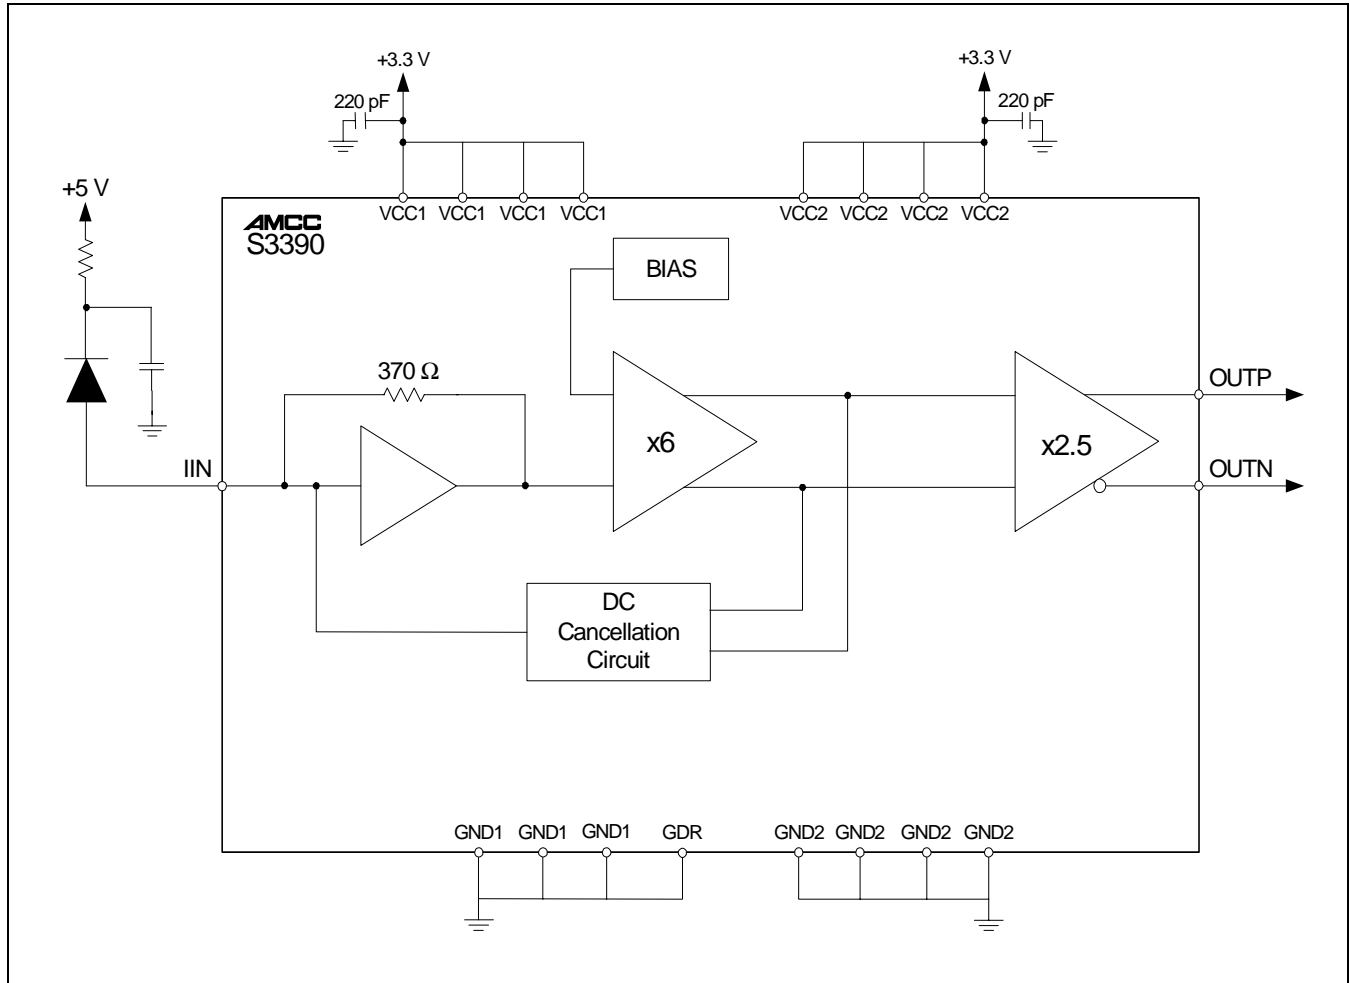 +3.3 V
+3.3 V
220 pF
220 pF
+5 V
VCC1 VCC1 VCC1 VCC1
VCC2 VCC2 VCC2 VCC2
AMCC
S3390
BIAS
370 Ω
OUTP
x6
x2.5
IIN
OUTN
DC
Cancellation
Circuit
GND1 GND1 GND1 GDR
GND2 GND2 GND2 GND2